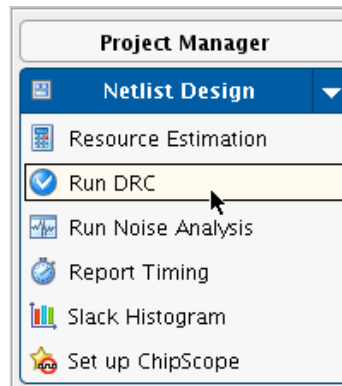 Project Manager
Netlist Design
Resource Estimation
Run DRC
Run Noise Analysis
Report Timing
Slack Histogram
Set up ChipScope